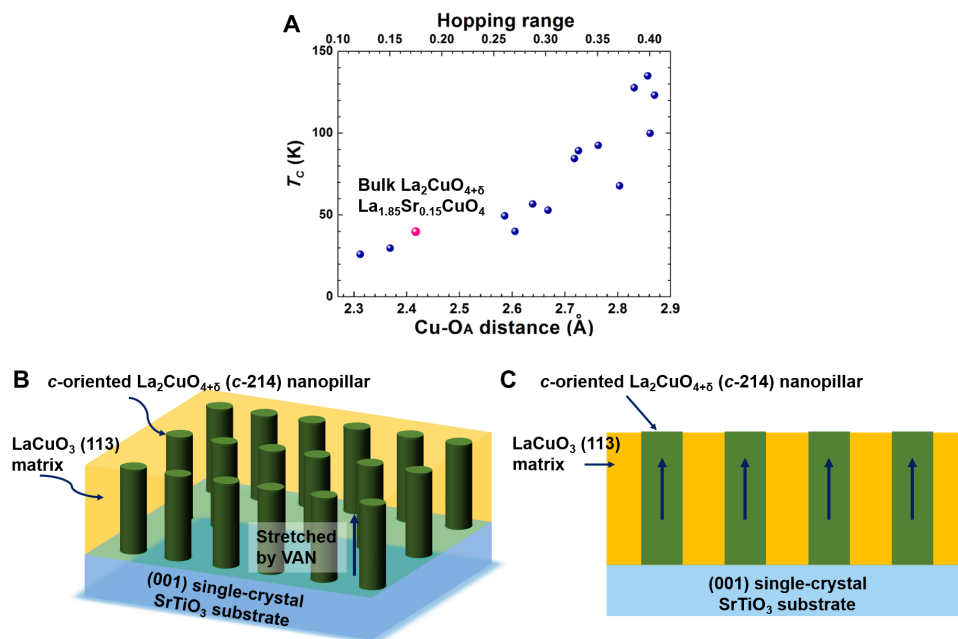 A
Hopping range
0.10 0.15 0.20 0.25 0.30 0.35 0.40
150
100
50
0
T_C (K)
Bulk La₂CuO₄₊δ
La₁.₈₅Sr₀.₁₅CuO₄
2.3 2.4 2.5 2.6 2.7 2.8 2.9
Cu-OA distance (Å)
B
c-oriented La₂CuO₄₊δ (c-214) nanopillar
LaCuO₃ (113)
matrix
Stretched
by VAN
(001) single-crystal
SrTiO₃ substrate
C
c-oriented La₂CuO₄₊δ (c-214) nanopillar
LaCuO₃ (113)
matrix
(001) single-crystal
SrTiO₃ substrate